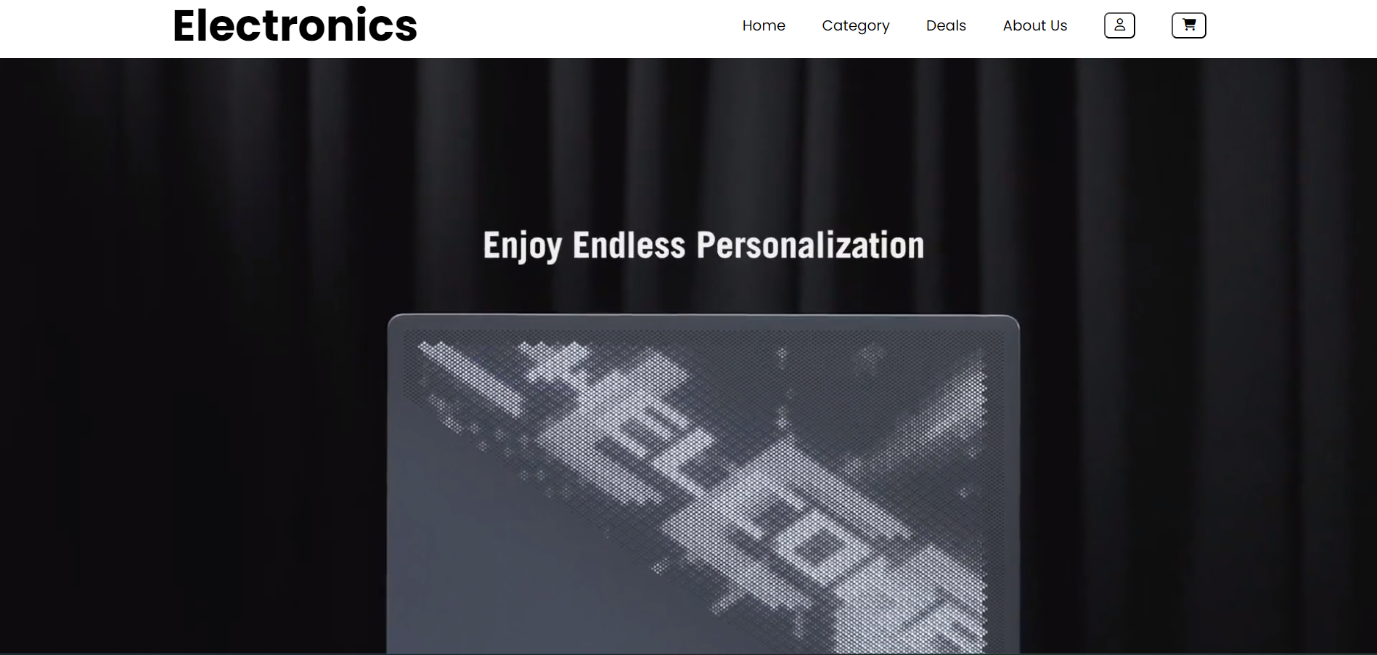 Electronics
Home Category Deals About Us
Enjoy Endless Personalization